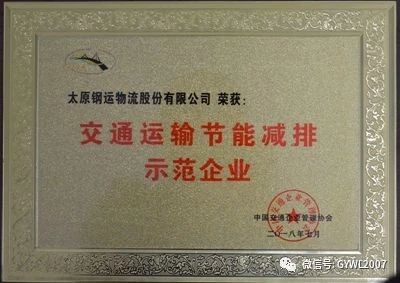 太原钢运物流股份有限公司 荣获：
交通运输节能减排
示范企业
中国交通企业管理协会
二〇一八年七月
微信号: GYWL2007